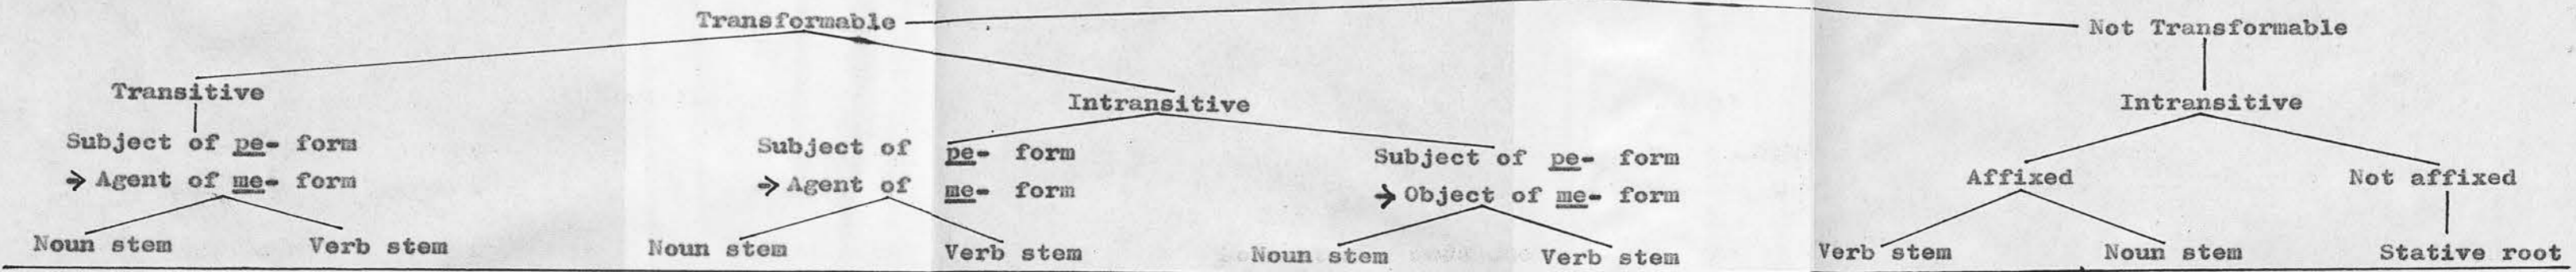 Transformable Not Transformable
Transitive Intransitive Intransitive
Subject of pe- form Subject of pe- form Subject of pe- form
→ Agent of me- form → Agent of me- form → Object of me- form
Affixed Not affixed
Noun stem Verb stem Noun stem Verb stem Noun stem Verb stem Verb stem Noun stem Stative root